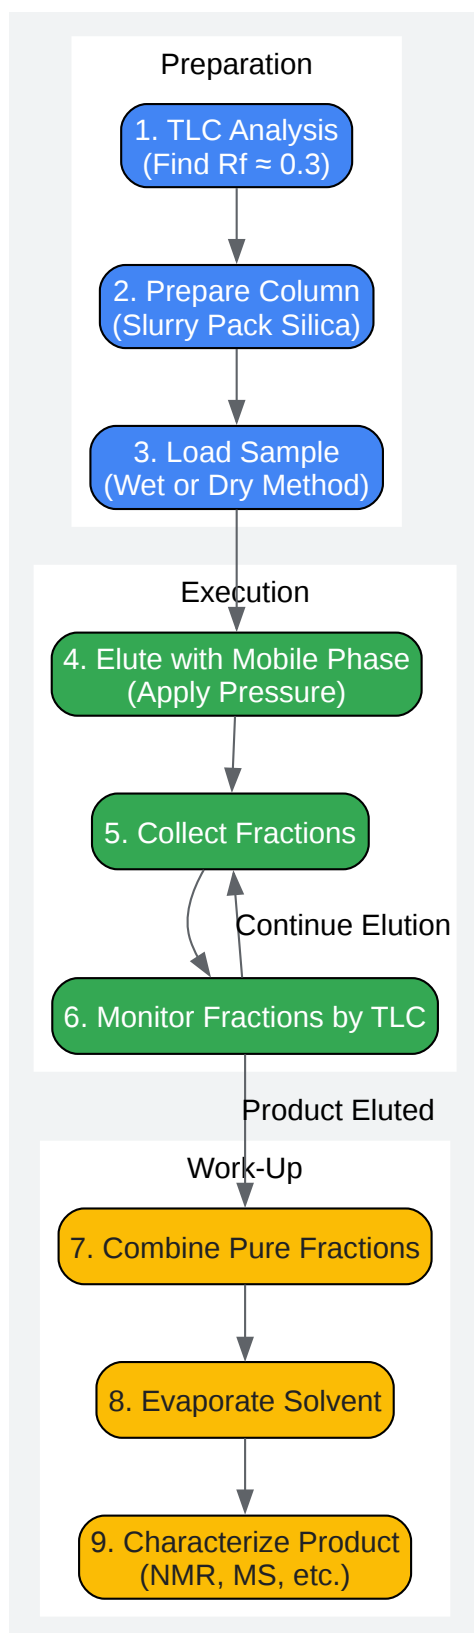 Preparation
1. TLC Analysis
(Find Rf ≈ 0.3)
2. Prepare Column
(Slurry Pack Silica)
3. Load Sample
(Wet or Dry Method)
Execution
4. Elute with Mobile Phase
(Apply Pressure)
5. Collect Fractions
Continue Elution
6. Monitor Fractions by TLC
Product Eluted
Work-Up
7. Combine Pure Fractions
8. Evaporate Solvent
9. Characterize Product
(NMR, MS, etc.)